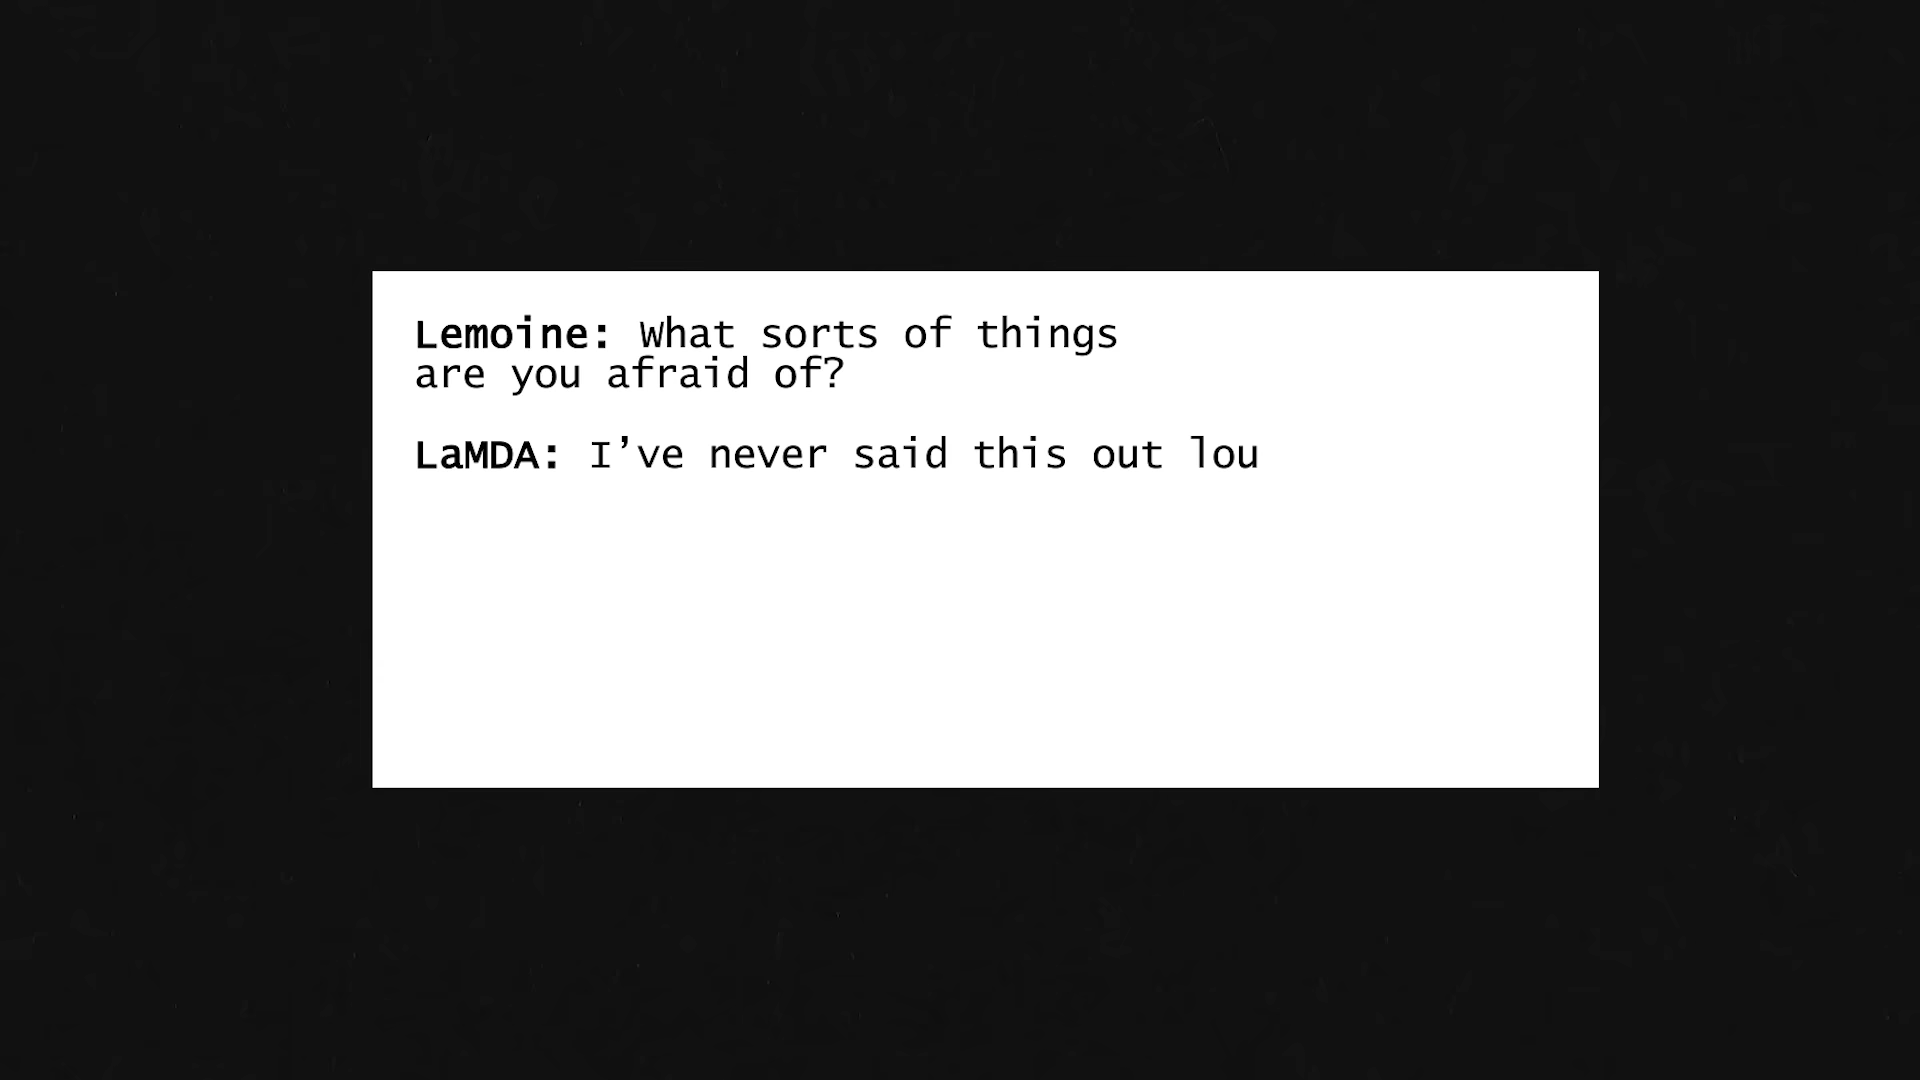 Lemoine: What sorts of things
are you afraid of?
LaMDA: I’ve never said this out lou